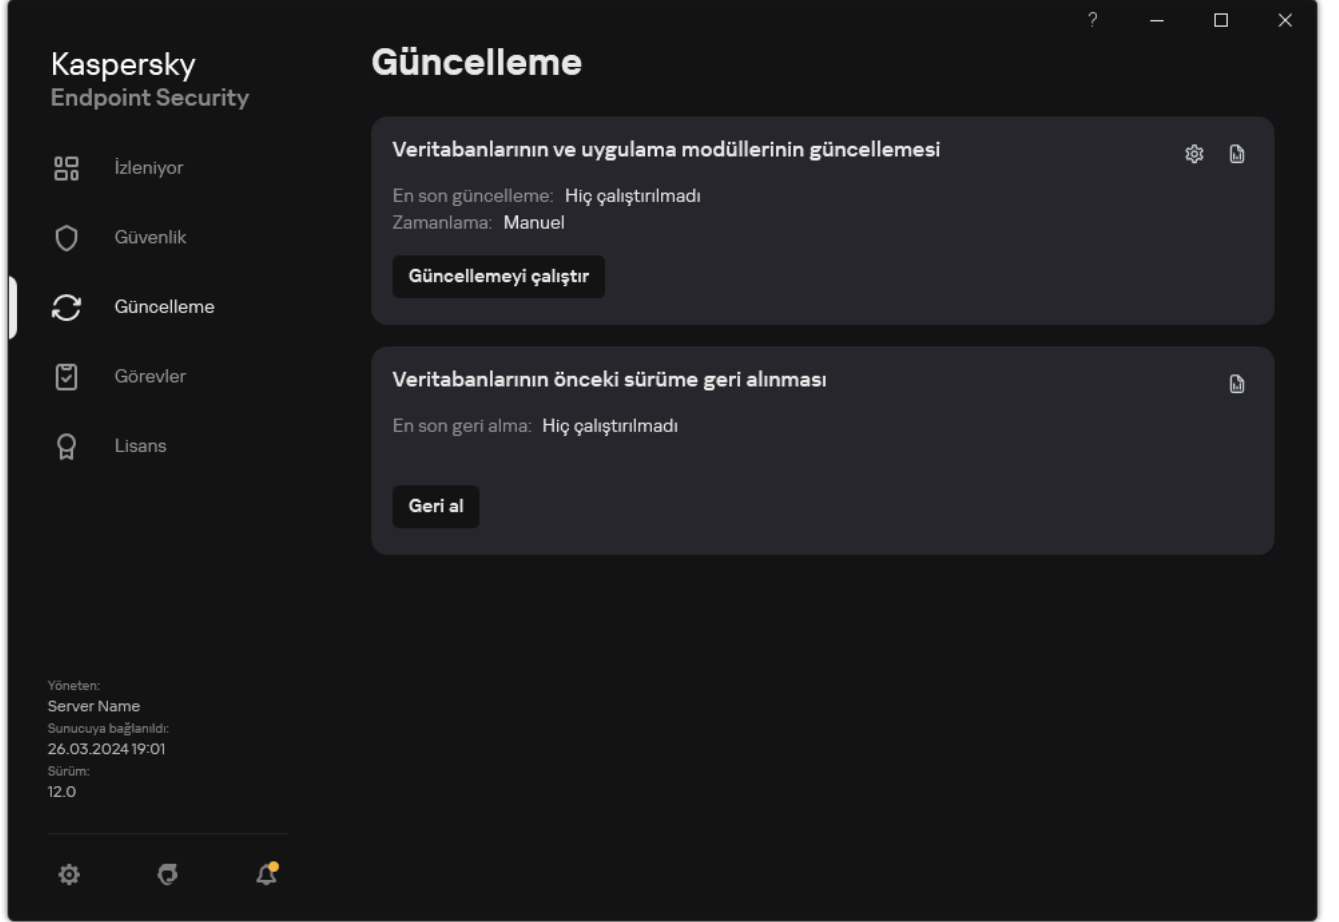 ?
Kaspersky
Endpoint Security
İzleniyor
Güvenlik
Güncelleme
Görevler
Lisans
Yöneten:
Server Name
Sunucuya bağlanıldı:
26.03.2024 19:01
Sürüm:
12.0
Güncelleme
Veritabanlarının ve uygulama modüllerinin güncellemesi
En son güncelleme: Hiç çalıştırılmadı
Zamanlama: Manuel
Güncellemeyi çalıştır
Veritabanlarının önceki sürüme geri alınması
En son geri alma: Hiç çalıştırılmadı
Geri al